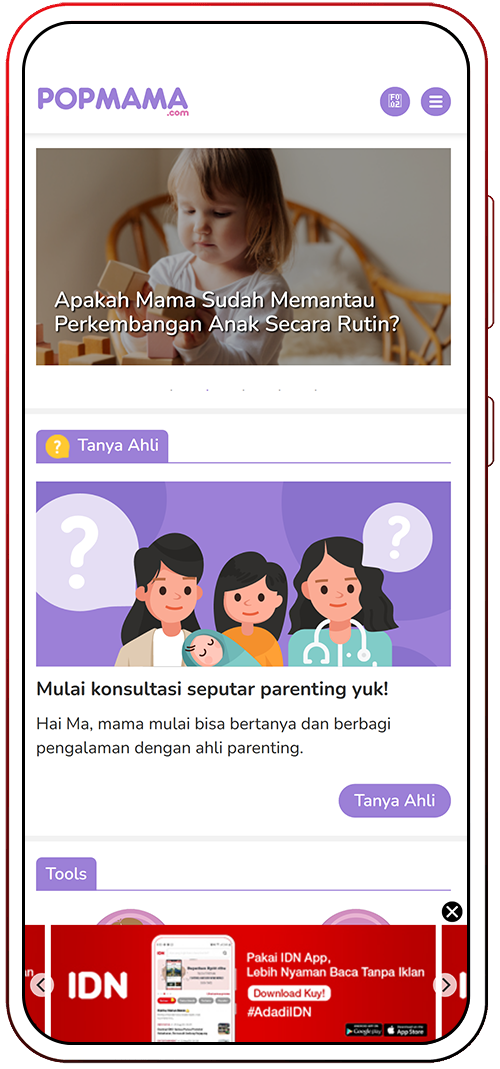 POPMAMA
.com
Apakah Mama Sudah Memantau
Perkembangan Anak Secara Rutin?
? Tanya Ahli
? ?
Mulai konsultasi seputar parenting yuk!
Hai Ma, mama mulai bisa bertanya dan berbagi
pengalaman dengan ahli parenting.
Tanya Ahli
Tools
IDN
Pakai IDN App,
Lebih Nyaman Baca Tanpa Iklan
Download Kuy!
#AdadiIDN
Google play
App Store